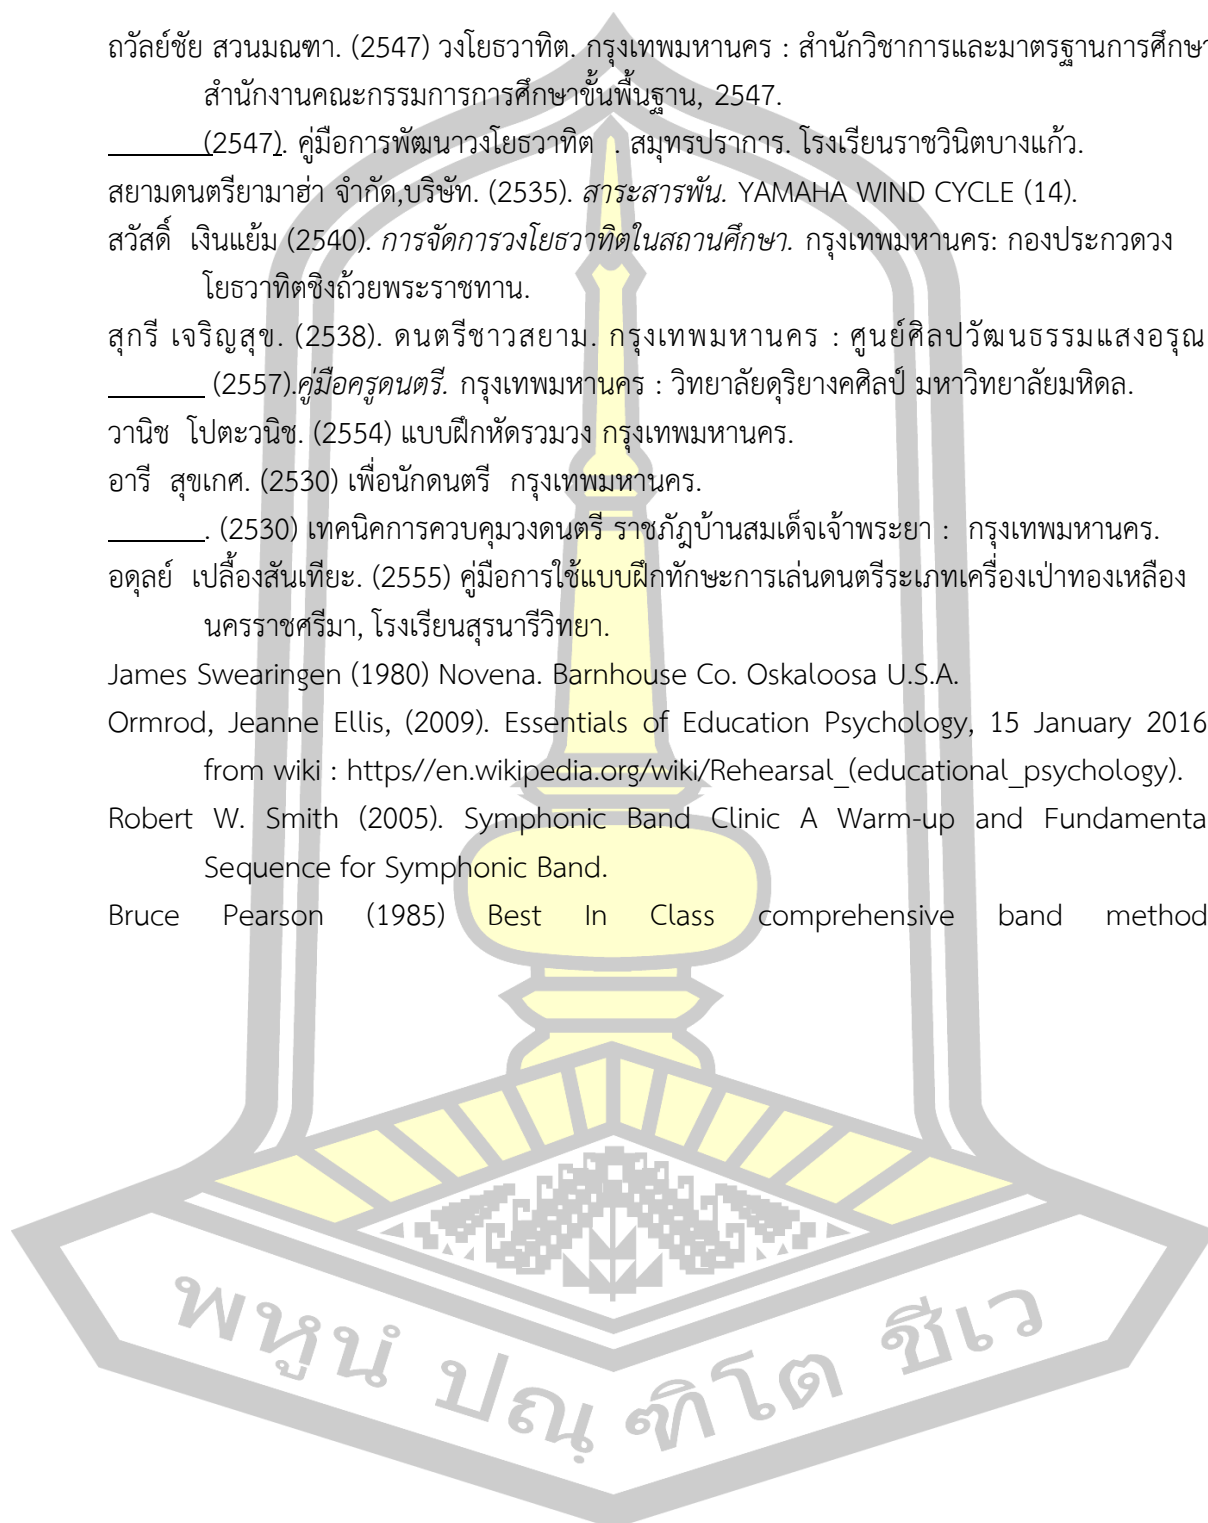 ถวัลย์ชัย สวนมณฑา. (2547) วงโยธวาทิต. กรุงเทพมหานคร : สำนักวิชาการและมาตรฐานการศึกษา
สำนักงานคณะกรรมการการศึกษาขั้นพื้นฐาน, 2547.
________(2547). คู่มือการพัฒนาวงโยธวาทิต . สมุทรปราการ. โรงเรียนราชวินิตบางแก้ว.
สยามดนตรียามาฮ่า จำกัด,บริษัท. (2535). สาระสารพัน. YAMAHA WIND CYCLE (14).
สวัสดิ์ เงินแย้ม (2540). การจัดการวงโยธวาทิตในสถานศึกษา. กรุงเทพมหานคร: กองประกวดวง
โยธวาทิตชิงถ้วยพระราชทาน.
สุกรี เจริญสุข. (2538). ดนตรีชาวสยาม. กรุงเทพมหานคร : ศูนย์ศิลปวัฒนธรรมแสงอรุณ
________ (2557).คู่มือครูดนตรี. กรุงเทพมหานคร : วิทยาลัยดุริยางคศิลป์ มหาวิทยาลัยมหิดล.
วานิช โปตะวนิช. (2554) แบบฝึกหัดรวมวง กรุงเทพมหานคร.
อารี สุขเกศ. (2530) เพื่อนักดนตรี กรุงเทพมหานคร.
________. (2530) เทคนิคการควบคุมวงดนตรี ราชภัฎบ้านสมเด็จเจ้าพระยา : กรุงเทพมหานคร.
อดุลย์ เปลื้องสันเทียะ. (2555) คู่มือการใช้แบบฝึกทักษะการเล่นดนตรีระเภทเครื่องเป่าทองเหลือง
นครราชศรีมา, โรงเรียนสุรนารีวิทยา.
James Swearingen (1980) Novena. Barnhouse Co. Oskaloosa U.S.A.
Ormrod, Jeanne Ellis, (2009). Essentials of Education Psychology, 15 January 2016
from wiki : https//en.wikipedia.org/wiki/Rehearsal_(educational_psychology).
Robert W. Smith (2005). Symphonic Band Clinic A Warm-up and Fundamenta
Sequence for Symphonic Band.
Bruce Pearson (1985) Best In Class comprehensive band method
พหูนํ ปณฺฑิโต ชีเว